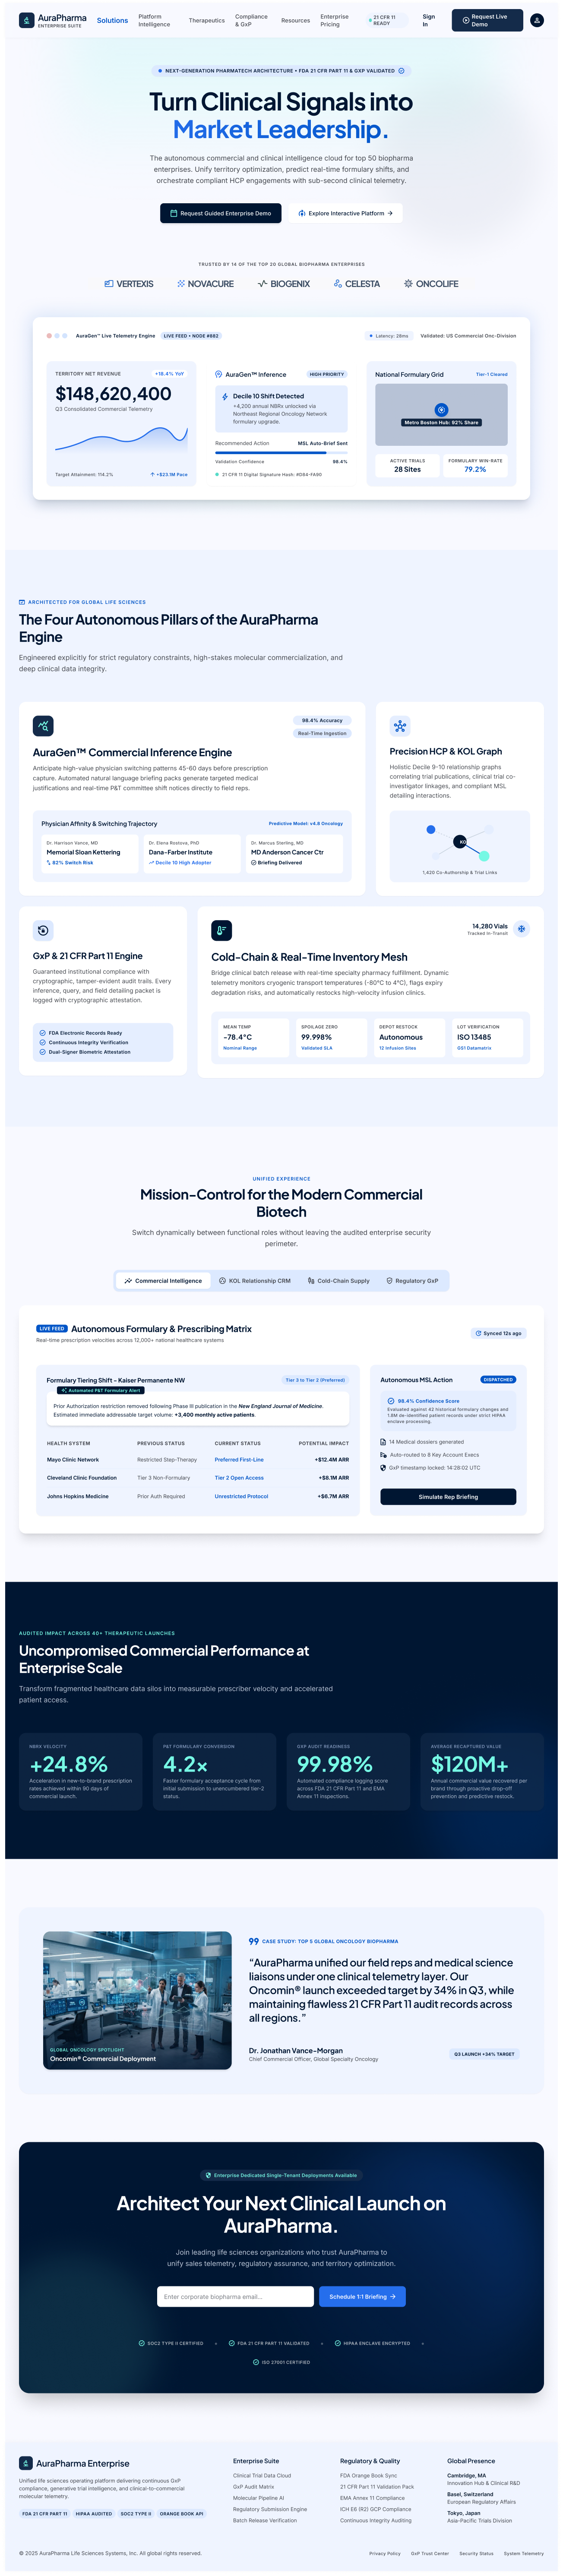 AuraPharma
ENTERPRISE SUITE
Solutions
Platform Intelligence
Therapeutics
Compliance & GxP
Resources
Enterprise Pricing
21 CFR 11 READY
Sign In
Request Live Demo
NEXT-GENERATION PHARMATECH ARCHITECTURE • FDA 21 CFR PART 11 & GXP VALIDATED
Turn Clinical Signals into
Market Leadership.
The autonomous commercial and clinical intelligence cloud for top 50 biopharma
enterprises. Unify territory optimization, predict real-time formulary shifts, and
orchestrate compliant HCP engagements with sub-second clinical telemetry.
Request Guided Enterprise Demo
Explore Interactive Platform
TRUSTED BY 14 OF THE TOP 20 GLOBAL BIOPHARMA ENTERPRISES
VERTEXIS
NOVACURE
BIOGENIX
CELESTA
ONCOLIFE
AuraGen™ Live Telemetry Engine
LIVE FEED • NODE #882
Latency: 28ms
Validated: US Commercial Onc-Division
TERRITORY NET REVENUE
+18.4% YoY
$148,620,400
Q3 Consolidated Commercial Telemetry
Target Attainment: 114.2%
+$23.1M Pace
AuraGen™ Inference
HIGH PRIORITY
Decile 10 Shift Detected
+4,200 annual NBRx unlocked via
Northeast Regional Oncology Network
formulary upgrade.
Recommended Action
MSL Auto-Brief Sent
Validation Confidence
98.4%
21 CFR 11 Digital Signature Hash: #D8A4-FA90
National Formulary Grid
Tier-1 Cleared
Metro Boston Hub: 92% Share
ACTIVE TRIALS
28 Sites
FORMULARY WIN-RATE
79.2%
ARCHITECTED FOR GLOBAL LIFE SCIENCES
The Four Autonomous Pillars of the AuraPharma
Engine
Engineered explicitly for strict regulatory constraints, high-stakes molecular commercialization, and
deep clinical data integrity.
98.4% Accuracy
Real-Time Ingestion
AuraGen™ Commercial Inference Engine
Anticipate high-value physician switching patterns 45-60 days before prescription
capture. Automated natural language briefing packs generate targeted medical
justifications and real-time P&T committee shift notices directly to field reps.
Physician Affinity & Switching Trajectory
Predictive Model: v4.8 Oncology
Dr. Harrison Vance, MD
Memorial Sloan Kettering
82% Switch Risk
Dr. Elena Rostova, PhD
Dana-Farber Institute
Decile 10 High Adopter
Dr. Marcus Sterling, MD
MD Anderson Cancer Ctr
Briefing Delivered
Precision HCP & KOL Graph
Holistic Decile 9-10 relationship graphs
correlating trial publications, clinical trial co-
investigator linkages, and compliant MSL
detailing interactions.
1,420 Co-Authorship & Trial Links
GxP & 21 CFR Part 11 Engine
Guaranteed institutional compliance with
cryptographic, tamper-evident audit trails. Every
inference, query, and field detailing packet is
logged with cryptographic attestation.
FDA Electronic Records Ready
Continuous Integrity Verification
Dual-Signer Biometric Attestation
14,280 Vials
Tracked In-Transit
Cold-Chain & Real-Time Inventory Mesh
Bridge clinical batch release with real-time specialty pharmacy fulfillment. Dynamic
telemetry monitors cryogenic transport temperatures (-80°C to 4°C), flags expiry
degradation risks, and automatically restocks high-velocity infusion clinics.
MEAN TEMP
-78.4°C
Nominal Range
SPOILAGE ZERO
99.998%
Validated SLA
DEPOT RESTOCK
Autonomous
12 Infusion Sites
LOT VERIFICATION
ISO 13485
GS1 Datamatrix
UNIFIED EXPERIENCE
Mission-Control for the Modern Commercial
Biotech
Switch dynamically between functional roles without leaving the audited enterprise security
perimeter.
Commercial Intelligence
KOL Relationship CRM
Cold-Chain Supply
Regulatory GxP
LIVE FEED
Autonomous Formulary & Prescribing Matrix
Real-time prescription velocities across 12,000+ national healthcare systems
Synced 12s ago
Formulary Tiering Shift - Kaiser Permanente NW
Tier 3 to Tier 2 (Preferred)
Automated P&T Formulary Alert
Prior Authorization restriction removed following Phase III publication in the New England Journal of Medicine.
Estimated immediate addressable target volume: +3,400 monthly active patients.
HEALTH SYSTEM
PREVIOUS STATUS
CURRENT STATUS
POTENTIAL IMPACT
Mayo Clinic Network
Restricted Step-Therapy
Preferred First-Line
+$12.4M ARR
Cleveland Clinic Foundation
Tier 3 Non-Formulary
Tier 2 Open Access
+$8.1M ARR
Johns Hopkins Medicine
Prior Auth Required
Unrestricted Protocol
+$6.7M ARR
Autonomous MSL Action
DISPATCHED
98.4% Confidence Score
Evaluated against 42 historical formulary changes and
1.8M de-identified patient records under strict HIPAA
enclave processing.
14 Medical dossiers generated
Auto-routed to 8 Key Account Execs
GxP timestamp locked: 14:28:02 UTC
Simulate Rep Briefing
AUDITED IMPACT ACROSS 40+ THERAPEUTIC LAUNCHES
Uncompromised Commercial Performance at
Enterprise Scale
Transform fragmented healthcare data silos into measurable prescriber velocity and accelerated
patient access.
NBRX VELOCITY
+24.8%
Acceleration in new-to-brand prescription
rates achieved within 90 days of
commercial launch.
P&T FORMULARY CONVERSION
4.2×
Faster formulary acceptance cycle from
initial submission to unencumbered tier-2
status.
GXP AUDIT READINESS
99.98%
Automated compliance logging score
across FDA 21 CFR Part 11 and EMA
Annex 11 inspections.
AVERAGE RECAPTURED VALUE
$120M+
Annual commercial value recovered per
brand through proactive drop-off
prevention and predictive restock.
GLOBAL ONCOLOGY SPOTLIGHT
Oncomin® Commercial Deployment
CASE STUDY: TOP 5 GLOBAL ONCOLOGY BIOPHARMA
“AuraPharma unified our field reps and medical science
liaisons under one clinical telemetry layer. Our
Oncomin® launch exceeded target by 34% in Q3, while
maintaining flawless 21 CFR Part 11 audit records across
all regions.”
Dr. Jonathan Vance-Morgan
Chief Commercial Officer, Global Specialty Oncology
Q3 LAUNCH +34% TARGET
Enterprise Dedicated Single-Tenant Deployments Available
Architect Your Next Clinical Launch on
AuraPharma.
Join leading life sciences organizations who trust AuraPharma to
unify sales telemetry, regulatory assurance, and territory optimization.
Enter corporate biopharma email...
Schedule 1:1 Briefing
SOC2 TYPE II CERTIFIED
•
FDA 21 CFR PART 11 VALIDATED
•
HIPAA ENCLAVE ENCRYPTED
•
ISO 27001 CERTIFIED
AuraPharma Enterprise
Unified life sciences operating platform delivering continuous GxP
compliance, generative trial intelligence, and clinical-to-commercial
molecular telemetry.
FDA 21 CFR PART 11
HIPAA AUDITED
SOC2 TYPE II
ORANGE BOOK API
Enterprise Suite
Clinical Trial Data Cloud
GxP Audit Matrix
Molecular Pipeline AI
Regulatory Submission Engine
Batch Release Verification
Regulatory & Quality
FDA Orange Book Sync
21 CFR Part 11 Validation Pack
EMA Annex 11 Compliance
ICH E6 (R2) GCP Compliance
Continuous Integrity Auditing
Global Presence
Cambridge, MA
Innovation Hub & Clinical R&D
Basel, Switzerland
European Regulatory Affairs
Tokyo, Japan
Asia-Pacific Trials Division
© 2025 AuraPharma Life Sciences Systems, Inc. All global rights reserved.
Privacy Policy
GxP Trust Center
Security Status
System Telemetry